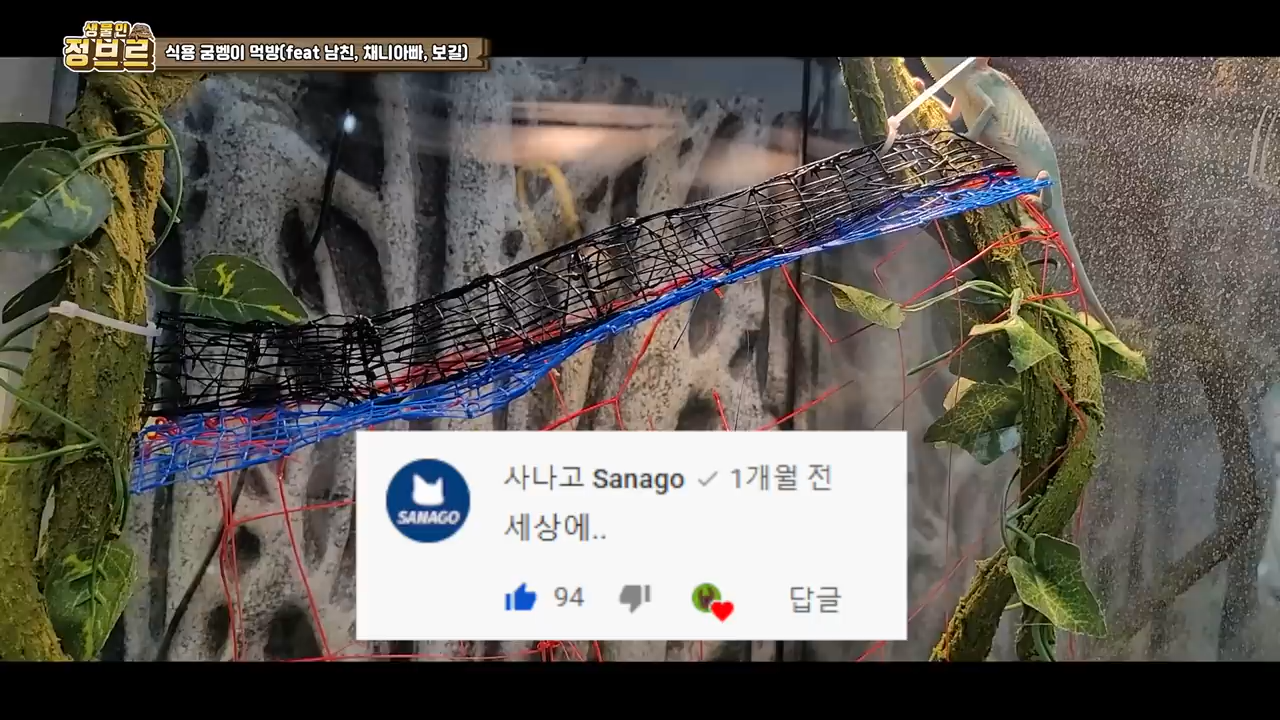 생물인
정브르
식용 굼벵이 먹방(feat 남친, 채니아빠, 보길)
사나고 Sanago ✓ 1개월 전
SANAGO
세상에..
94
답글